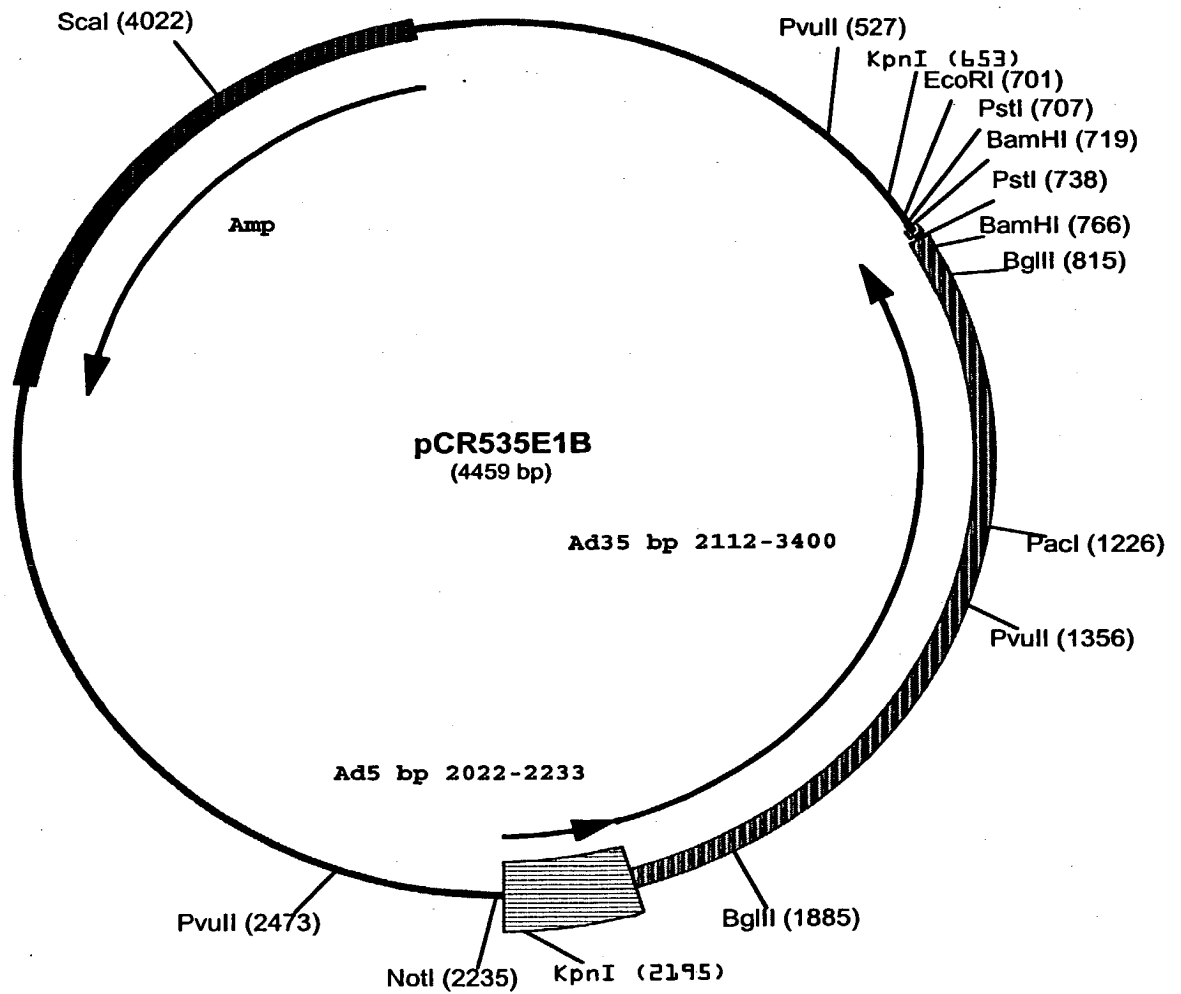 ScaI (4022)
PvuII (527)
KpnI (653)
EcoRI (701)
PstI (707)
BamHI (719)
PstI (738)
BamHI (766)
BglII (815)
Amp
pCR535E1B
(4459 bp)
Ad35 bp 2112-3400
PacI (1226)
PvuII (1356)
Ad5 bp 2022-2233
PvuII (2473)
BglII (1885)
NotI (2235)
KpnI (2195)